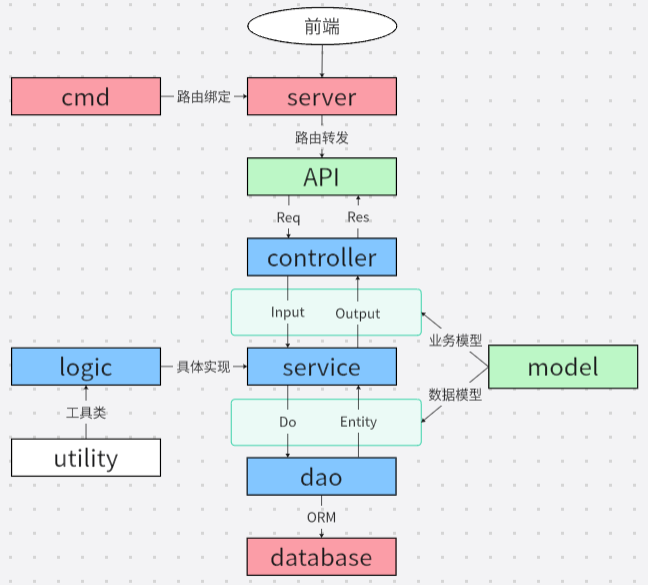 前端
cmd
路由绑定
server
路由转发
API
Req
Res
controller
Input
Output
业务模型
logic
具体实现
service
model
数据模型
工具类
Do
Entity
utility
dao
ORM
database